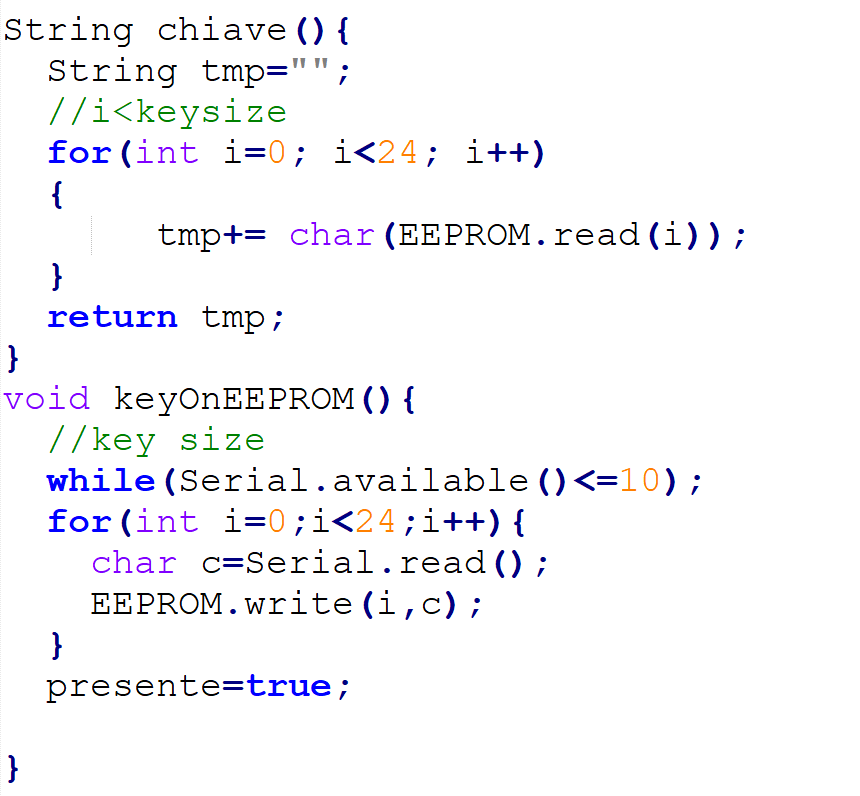 String chiave(){
  String tmp="";
  //i<keysize
  for(int i=0; i<24; i++)
  {
       tmp+= char(EEPROM.read(i));
  }
  return tmp;
}
void keyOnEEPROM(){
  //key size
  while(Serial.available()<=10);
  for(int i=0;i<24;i++){
    char c=Serial.read();
    EEPROM.write(i,c);
  }
  presente=true;

}